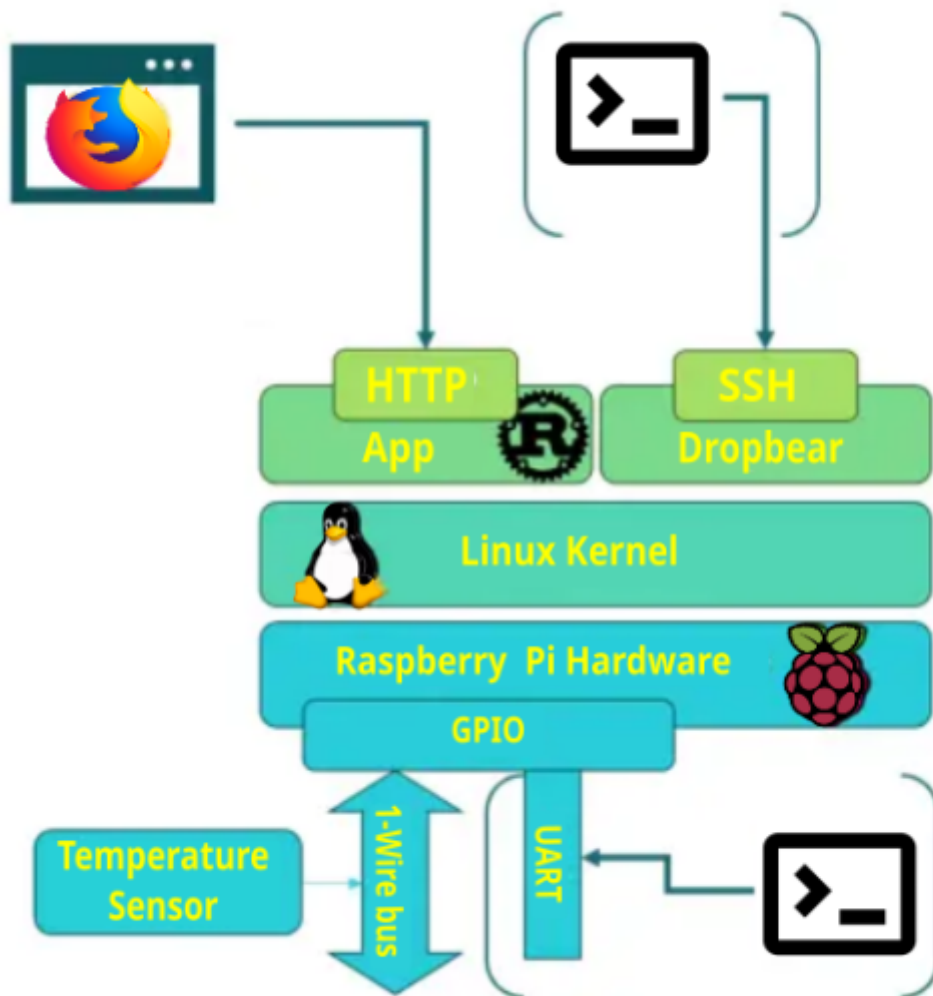 HTTP
SSH
App
Dropbear
Linux Kernel
Raspberry Pi Hardware
GPIO
1-Wire bus
UART
Temperature
Sensor